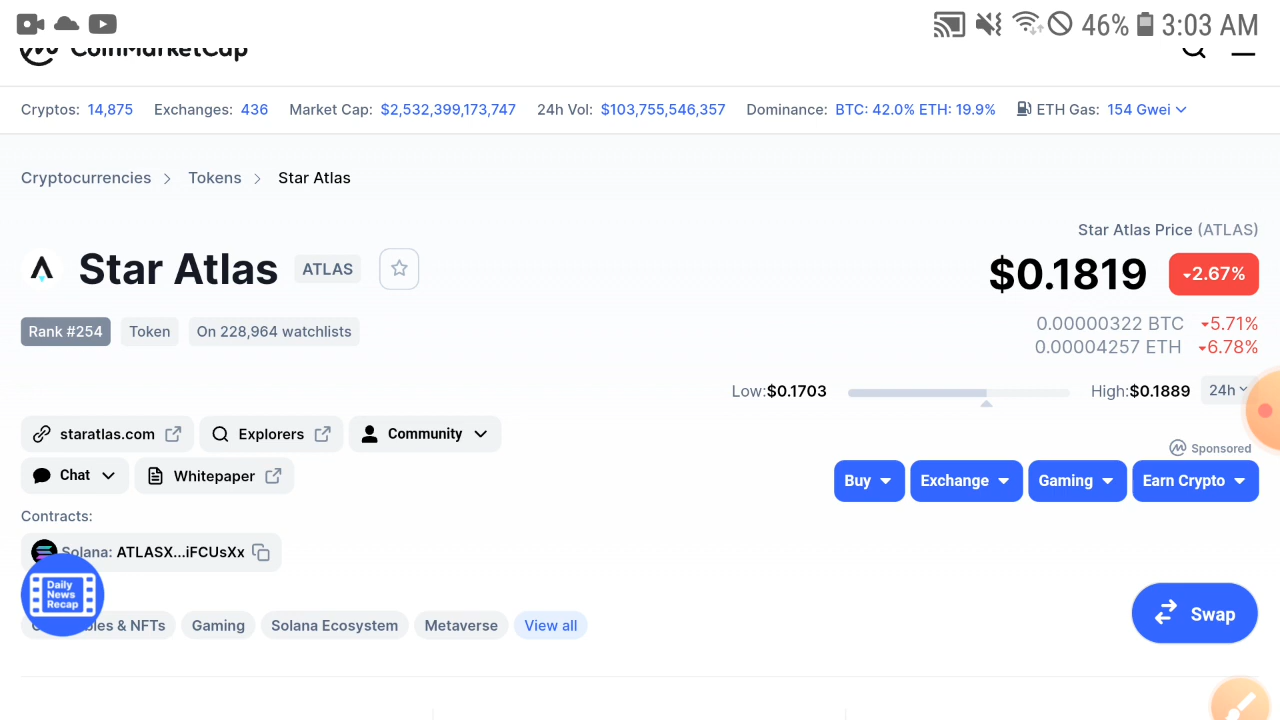 46% 3:03 AM
CoinMarketCap
Cryptos: 14,875 Exchanges: 436 Market Cap: $2,532,399,173,747 24h Vol: $103,755,546,357 Dominance: BTC: 42.0% ETH: 19.9% ETH Gas: 154 Gwei
Cryptocurrencies > Tokens > Star Atlas
Star Atlas Price (ATLAS)
Star Atlas ATLAS $0.1819 2.67%
Rank #254 Token On 228,964 watchlists
0.00000322 BTC 5.71%
0.00004257 ETH 6.78%
Low:$0.1703 High:$0.1889 24h
staratlas.com Explorers Community
Sponsored
Chat Whitepaper
Buy Exchange Gaming Earn Crypto
Contracts:
Solana: ATLASX...iFCUsXx
Daily
News
Recap
Swap
& NFTs Gaming Solana Ecosystem Metaverse View all